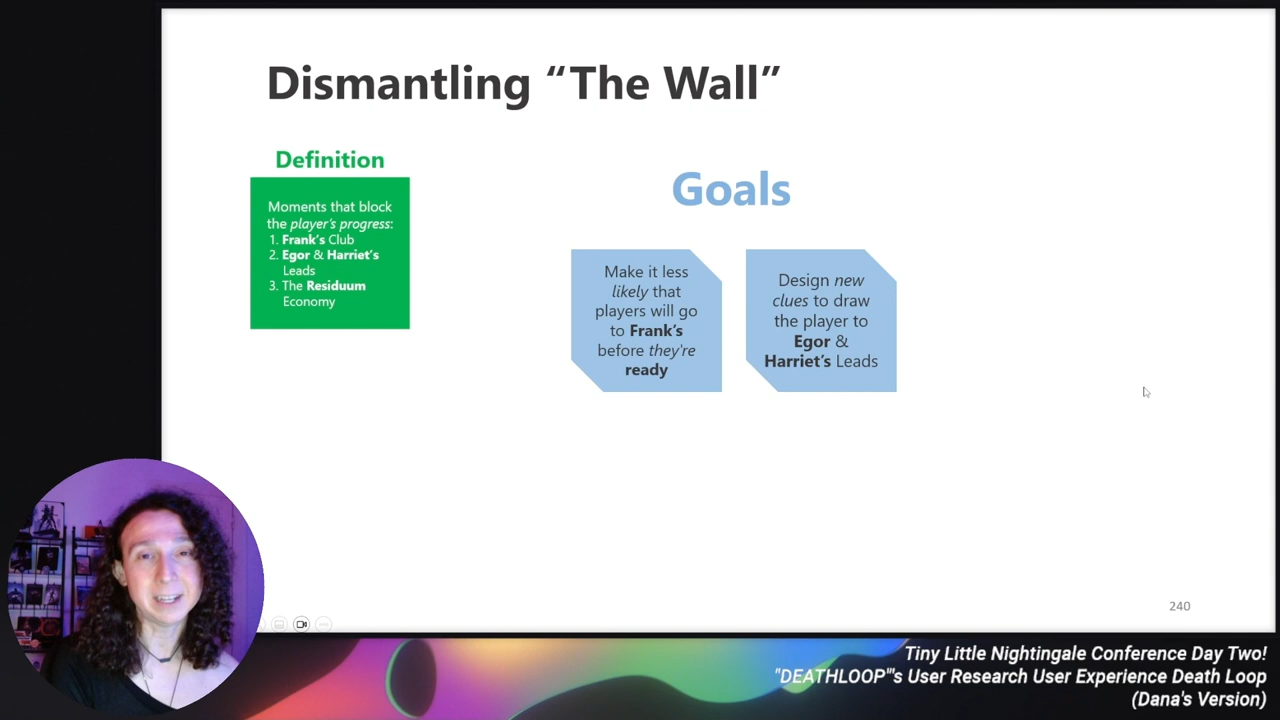 Dismantling “The Wall”
Definition
Moments that block
the player's progress:
1. Frank's Club
2. Egor & Harriet's
Leads
3. The Residuum
Economy
Goals
Make it less
likely that
players will go
to Frank's
before they're
ready
Design new
clues to draw
the player to
Egor &
Harriet's Leads
240
Tiny Little Nightingale Conference Day Two!
"DEATHLOOP"'s User Research User Experience Death Loop
(Dana's Version)